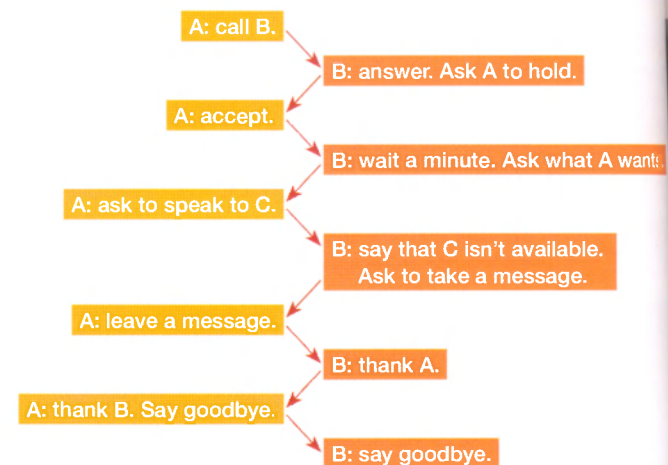 A: call B.
B: answer. Ask A to hold.
A: accept.
B: wait a minute. Ask what A wants.
A: ask to speak to C.
B: say that C isn't available.
Ask to take a message.
A: leave a message.
B: thank A.
A: thank B. Say goodbye.
B: say goodbye.